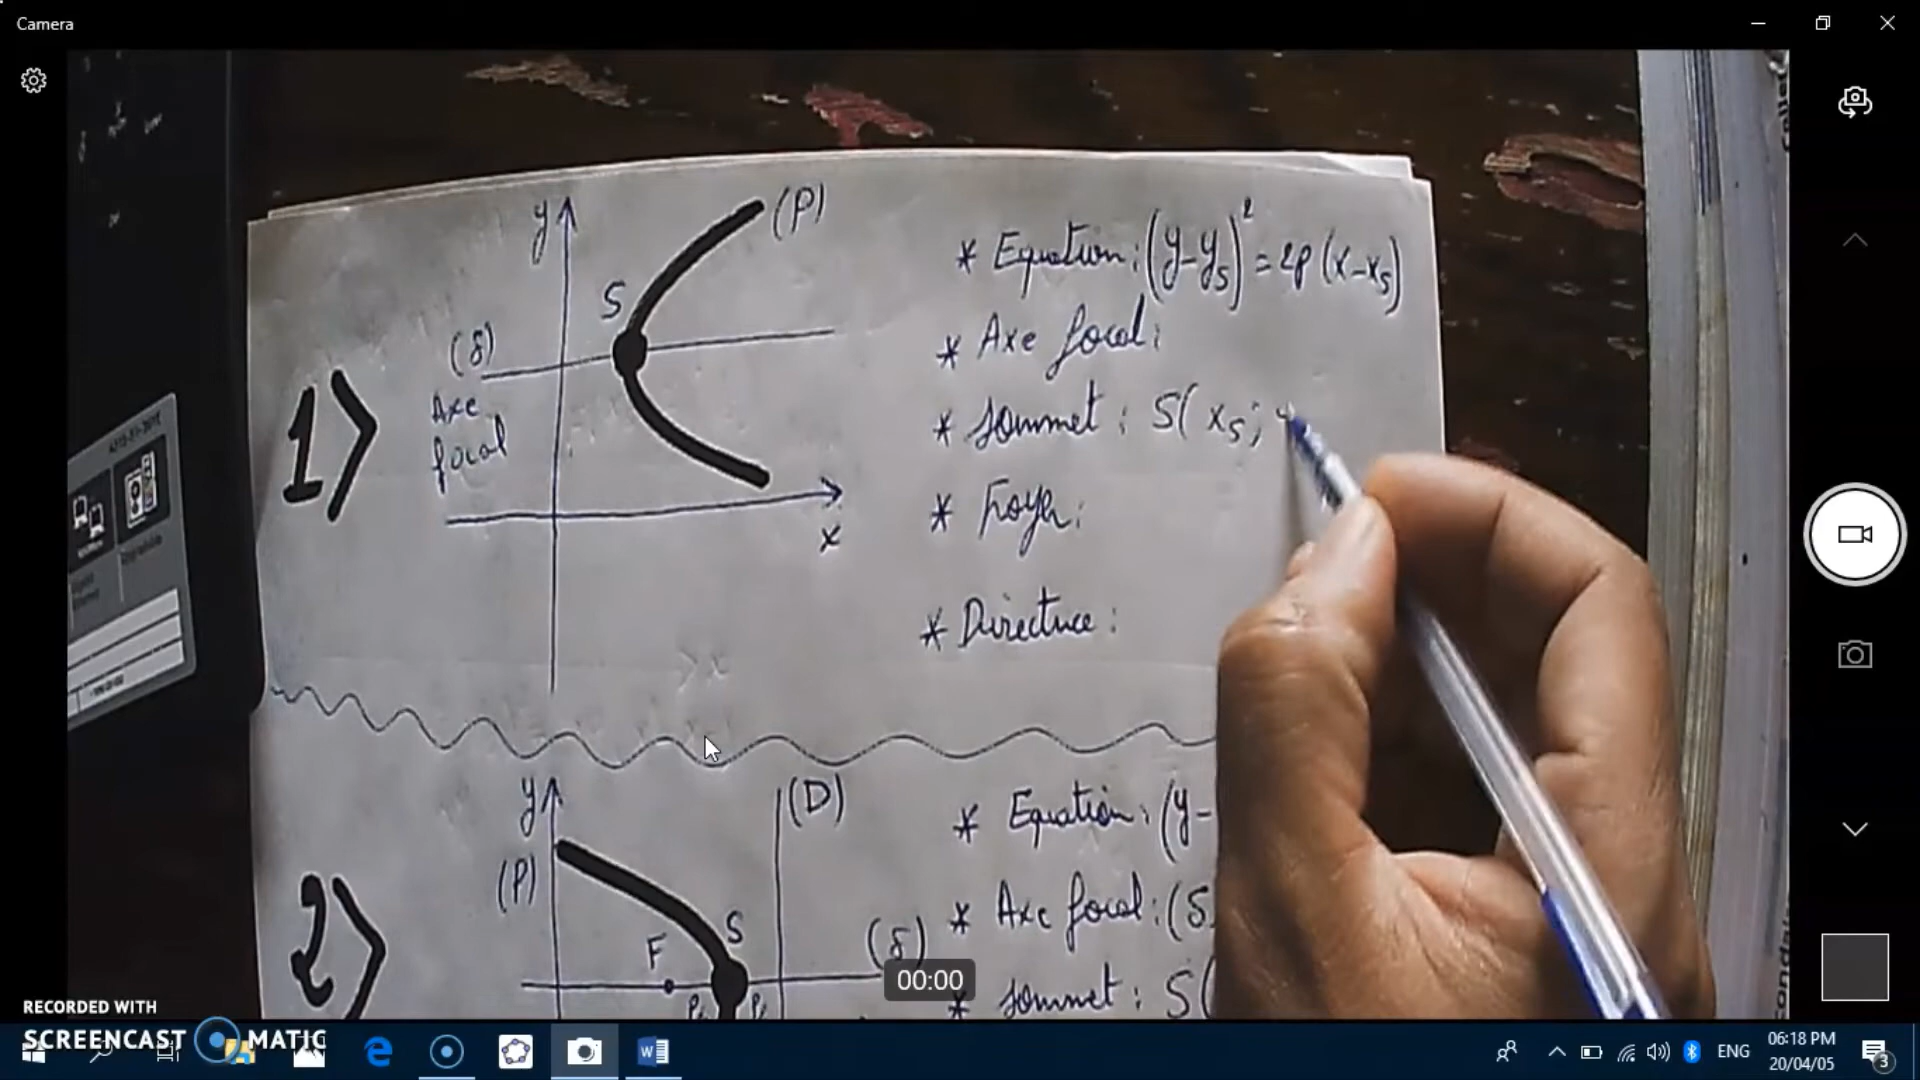 Camera
y
(P)
S
(δ)
Axe
focal
1>
x
* Equation: (y-yS)² = 2p(x-xS)
* Axe focal:
* Sommet: S( xS;
* Foyer:
* Directrice:
y
(D)
(P)
2>
F
S
(δ)
* Equation: (y-
* Axe focal: (δ
* Sommet: S(
00:00
RECORDED WITH
SCREENCAST MATIC
ENG
06:18 PM
20/04/05
3